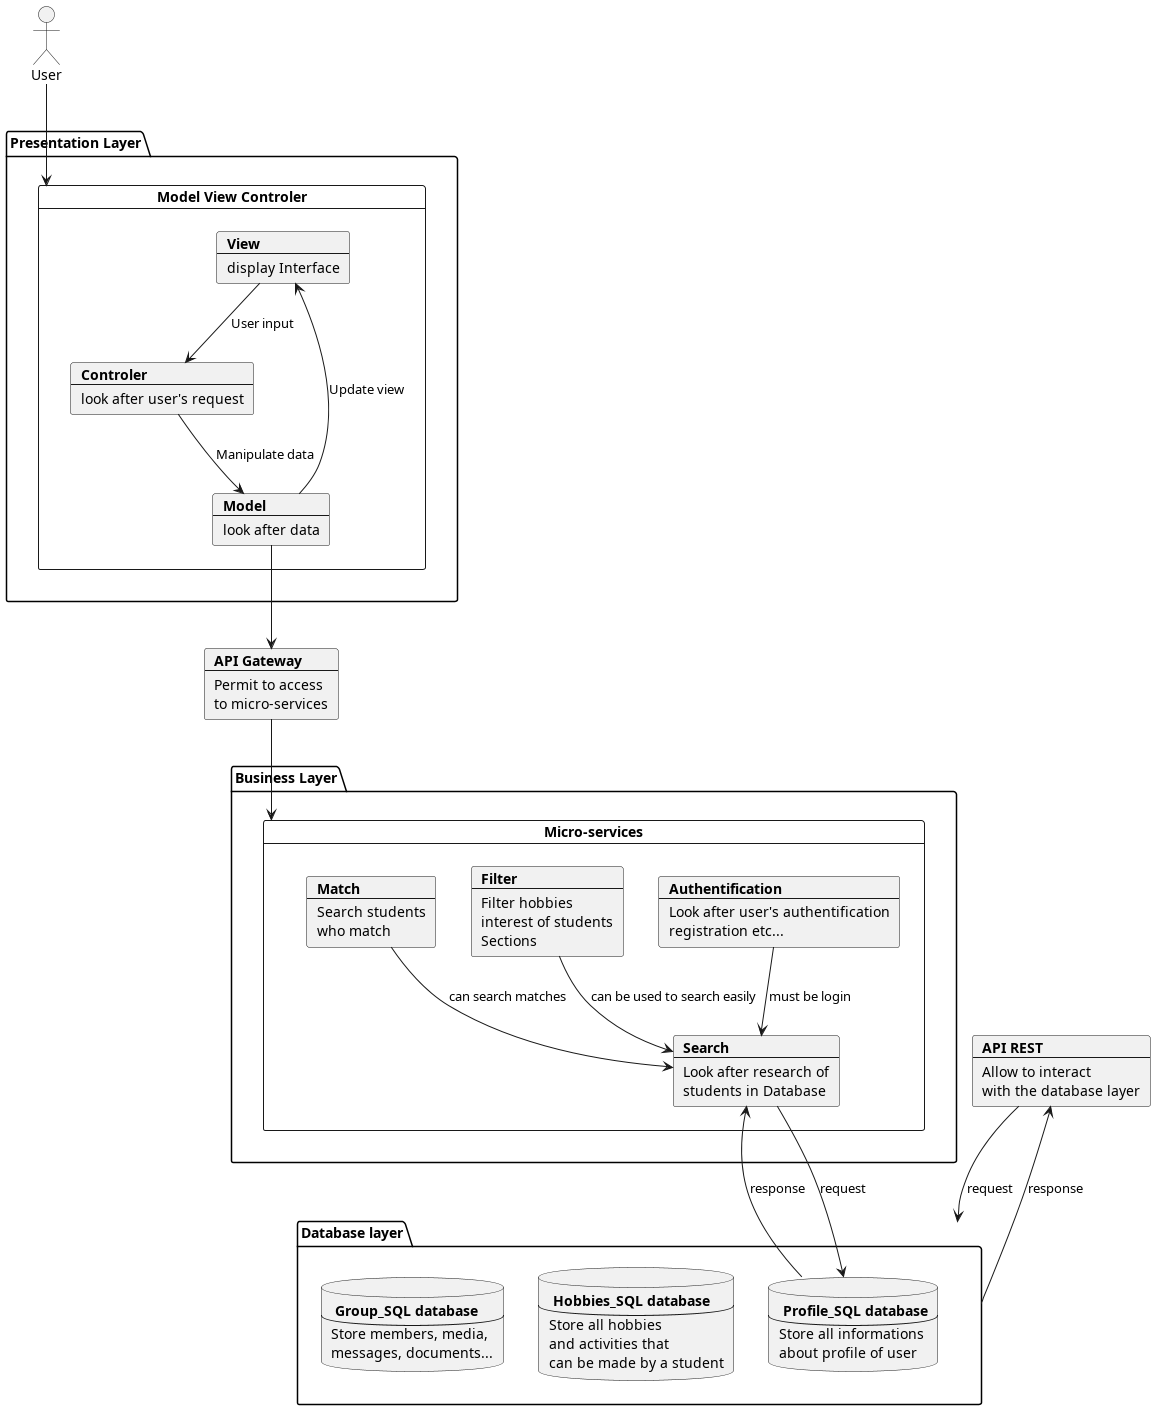 User
Presentation Layer
Model View Controler
View
display Interface
User input
Controler
look after user's request
Update view
Manipulate data
Model
look after data
API Gateway
Permit to access
to micro-services
Business Layer
Micro-services
Match
Search students
who match
Filter
Filter hobbies
interest of students
Sections
Authentification
Look after user's authentification
registration etc...
can search matches
can be used to search easily
must be login
Search
Look after research of
students in Database
API REST
Allow to interact
with the database layer
response
request
request
response
Database layer
Group_SQL database
Store members, media,
messages, documents...
Hobbies_SQL database
Store all hobbies
and activities that
can be made by a student
Profile_SQL database
Store all informations
about profile of user